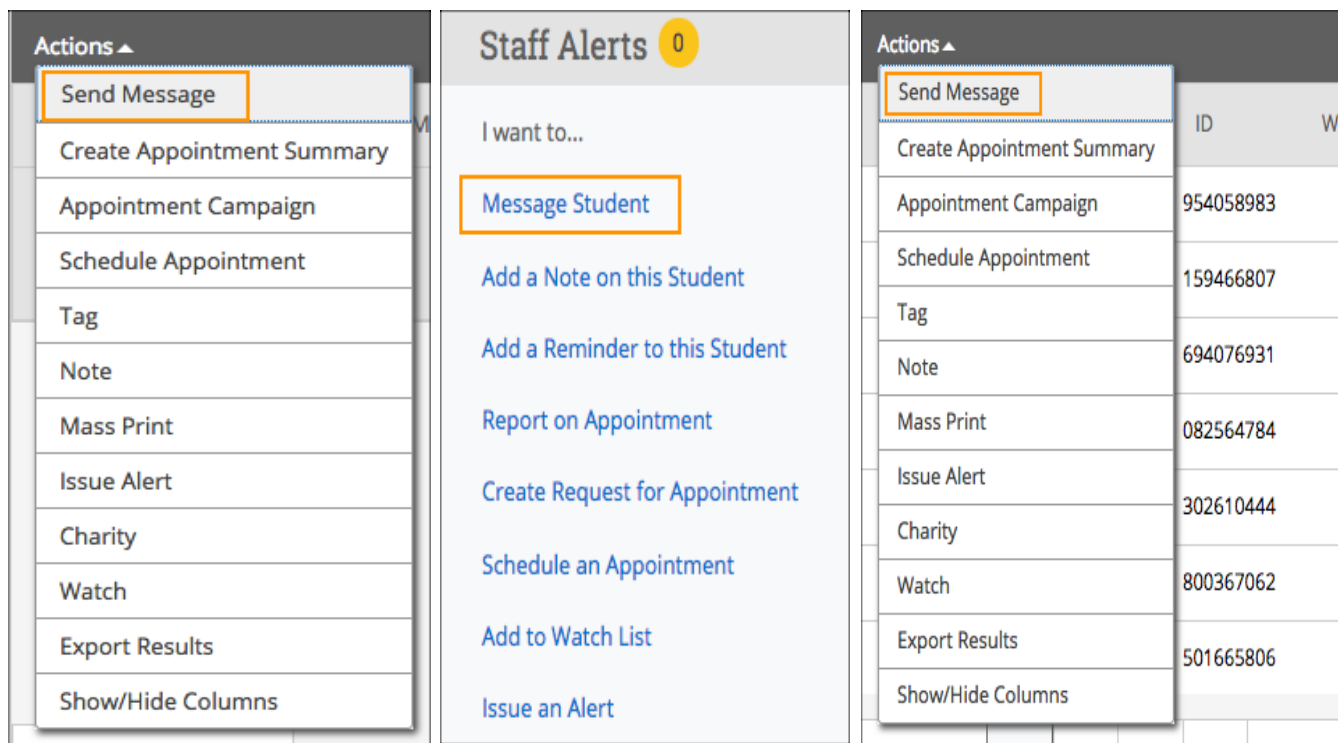 Actions
Send Message
M
Create Appointment Summary
Appointment Campaign
Schedule Appointment
Tag
Note
Mass Print
Issue Alert
Charity
Watch
Export Results
Show/Hide Columns
Staff Alerts 0
I want to...
Message Student
Add a Note on this Student
Add a Reminder to this Student
Report on Appointment
Create Request for Appointment
Schedule an Appointment
Add to Watch List
Issue an Alert
Actions
Send Message
ID W
Create Appointment Summary
Appointment Campaign
954058983
Schedule Appointment
159466807
Tag
694076931
Note
Mass Print
082564784
Issue Alert
302610444
Charity
Watch
800367062
Export Results
501665806
Show/Hide Columns